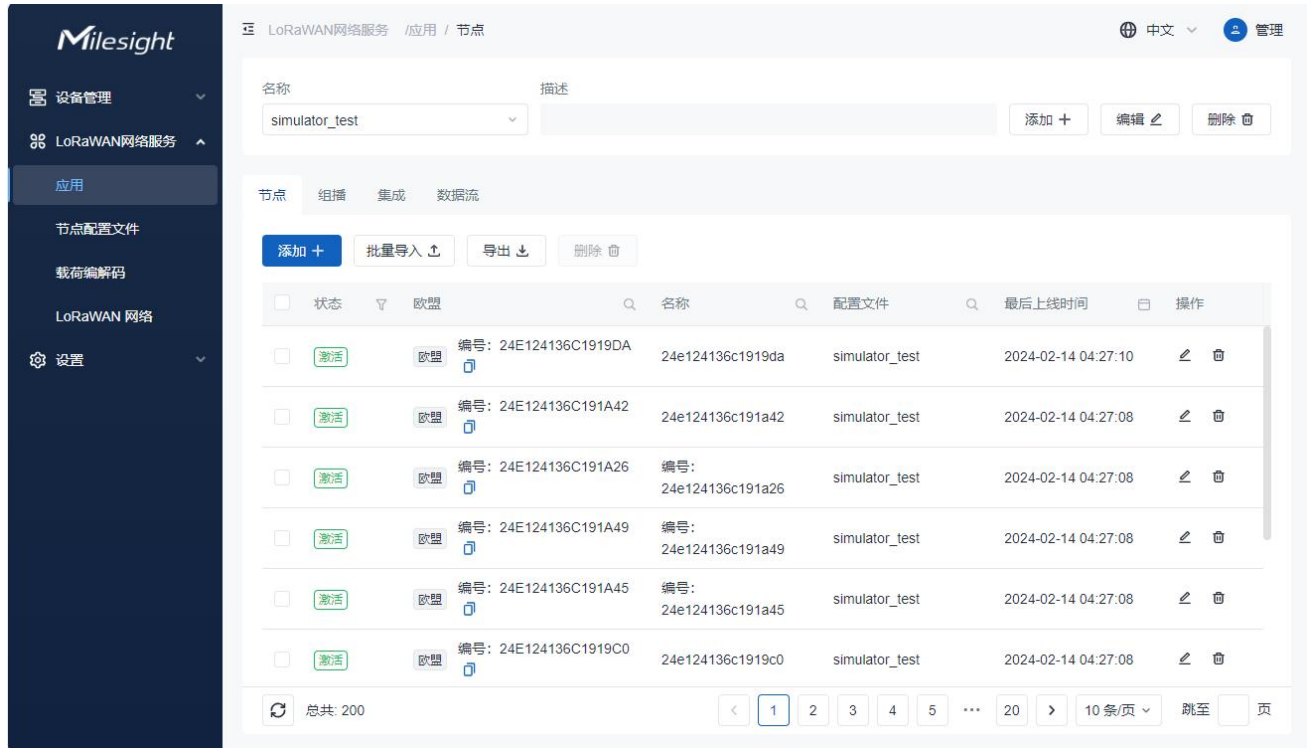 Milesight
LoRaWAN网络服务 /应用 / 节点
中文
管理
设备管理
LoRaWAN网络服务
应用
节点配置文件
载荷编解码
LoRaWAN 网络
设置
名称
描述
simulator_test
添加
编辑
删除
节点 组播 集成 数据流
添加 批量导入 导出 删除
状态 欧盟 名称 配置文件 最后上线时间 操作
激活 欧盟 编号：24E124136C1919DA 24e124136c1919da simulator_test 2024-02-14 04:27:10
激活 欧盟 编号：24E124136C191A42 24e124136c191a42 simulator_test 2024-02-14 04:27:08
激活 欧盟 编号：24E124136C191A26 编号：
24e124136c191a26 simulator_test 2024-02-14 04:27:08
激活 欧盟 编号：24E124136C191A49 编号：
24e124136c191a49 simulator_test 2024-02-14 04:27:08
激活 欧盟 编号：24E124136C191A45 编号：
24e124136c191a45 simulator_test 2024-02-14 04:27:08
激活 欧盟 编号：24E124136C1919C0 24e124136c1919c0 simulator_test 2024-02-14 04:27:08
总共: 200
< 1 2 3 4 5 ••• 20 > 10 条/页 跳至 页